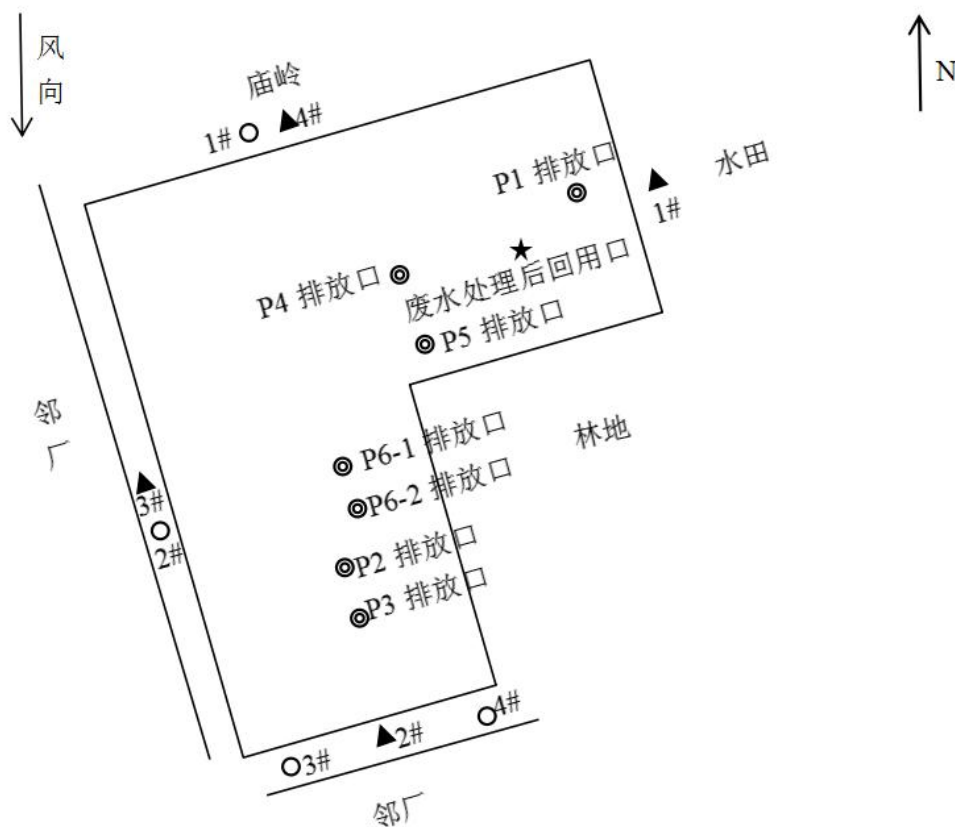 风
向
N
庙岭
1#
4#
P1 排放口
水田
1#
P4 排放口
废水处理后回用口
P5 排放口
邻
厂
P6-1 排放口
林地
P6-2 排放口
3#
2#
P2 排放口
P3 排放口
4#
2#
3#
邻厂